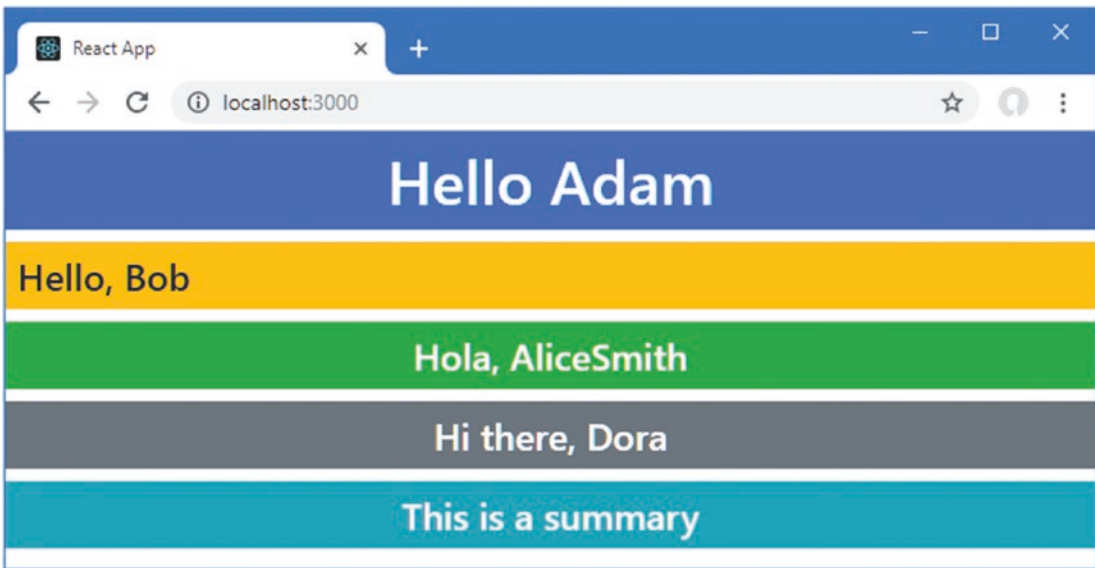 React App
localhost:3000
Hello Adam
Hello, Bob
Hola, AliceSmith
Hi there, Dora
This is a summary